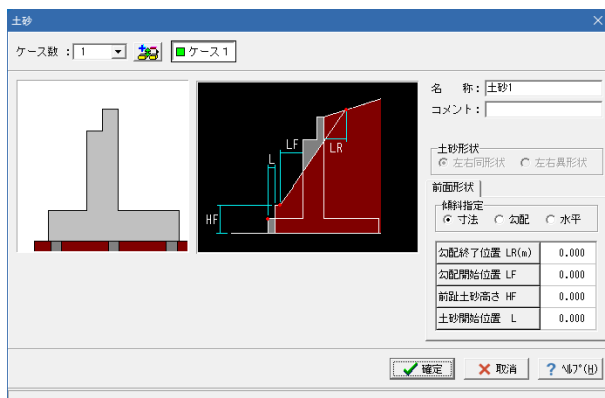 土砂
ケース数 : 1
ケース1
名　称: 土砂1
コメント:
土砂形状
左右同形状 左右異形状
前面形状
傾斜指定
寸法 勾配 水平
勾配終了位置 LR(m) 0.000
勾配開始位置 LF 0.000
前趾土砂高さ HF 0.000
土砂開始位置 L 0.000
LF
LR
L
HF
確定 取消 ? ﾍﾙﾌﾟ(H)